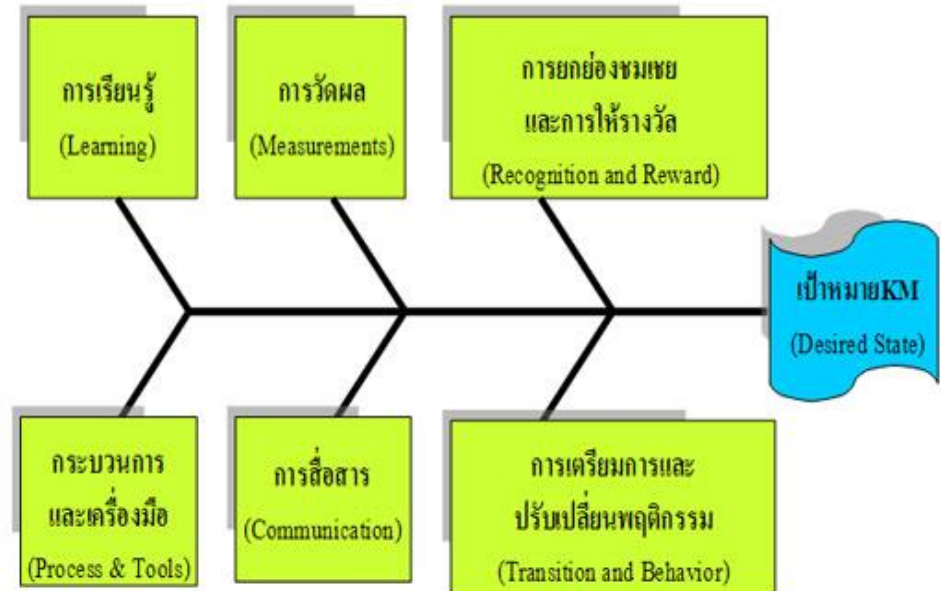 การเรียนรู้
(Learning)
การวัดผล
(Measurements)
การยกย่องชมเชย
และการให้รางวัล
(Recognition and Reward)
เป้าหมายKM
(Desired State)
กระบวนการ
และเครื่องมือ
(Process & Tools)
การสื่อสาร
(Communication)
การเตรียมการและ
ปรับเปลี่ยนพฤติกรรม
(Transition and Behavior)